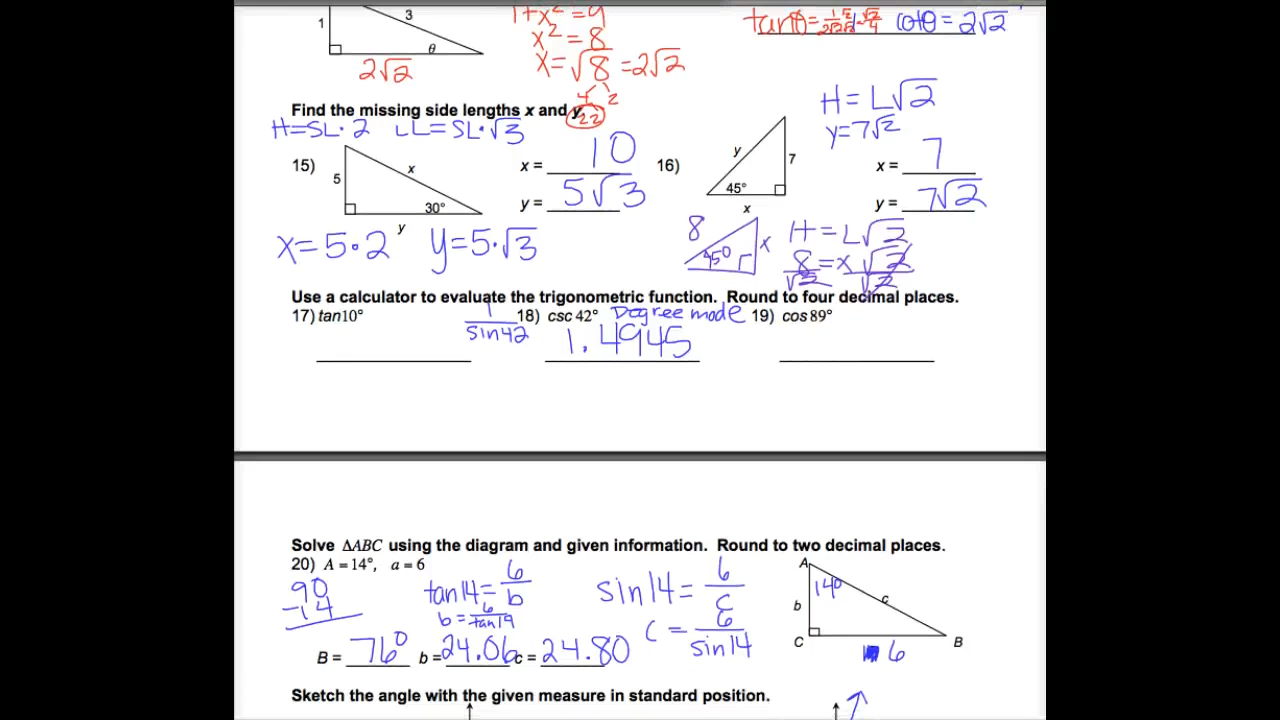 1
3
θ
2√2
1+x² = 9
x² = 8
x = √8 = 2√2
4 2
22
tanθ = √2/4 cotθ = 2√2
Find the missing side lengths x and y.
H = SL · 2 LL = SL · √3
15)
5
x
30°
y
x = 10
y = 5√3
x = 5 · 2 y = 5 · √3
16)
y
7
45°
x
H = L√2
y = 7√2
x = 7
y = 7√2
8
45°
x
H = L√2
8 = x √2
√2 √2
Use a calculator to evaluate the trigonometric function. Round to four decimal places.
17) tan10° 18) csc 42° Degree mode 19) cos 89°
1/sin42 1.4945
Solve ΔABC using the diagram and given information. Round to two decimal places.
20) A = 14°, a = 6
90
-14
tan14 = 6/b
b = 6/tan14
sin14 = 6/c
c = 6/sin14
B = 76° b = 24.06 c = 24.80
A
14°
b
c
C
B
6
Sketch the angle with the given measure in standard position.